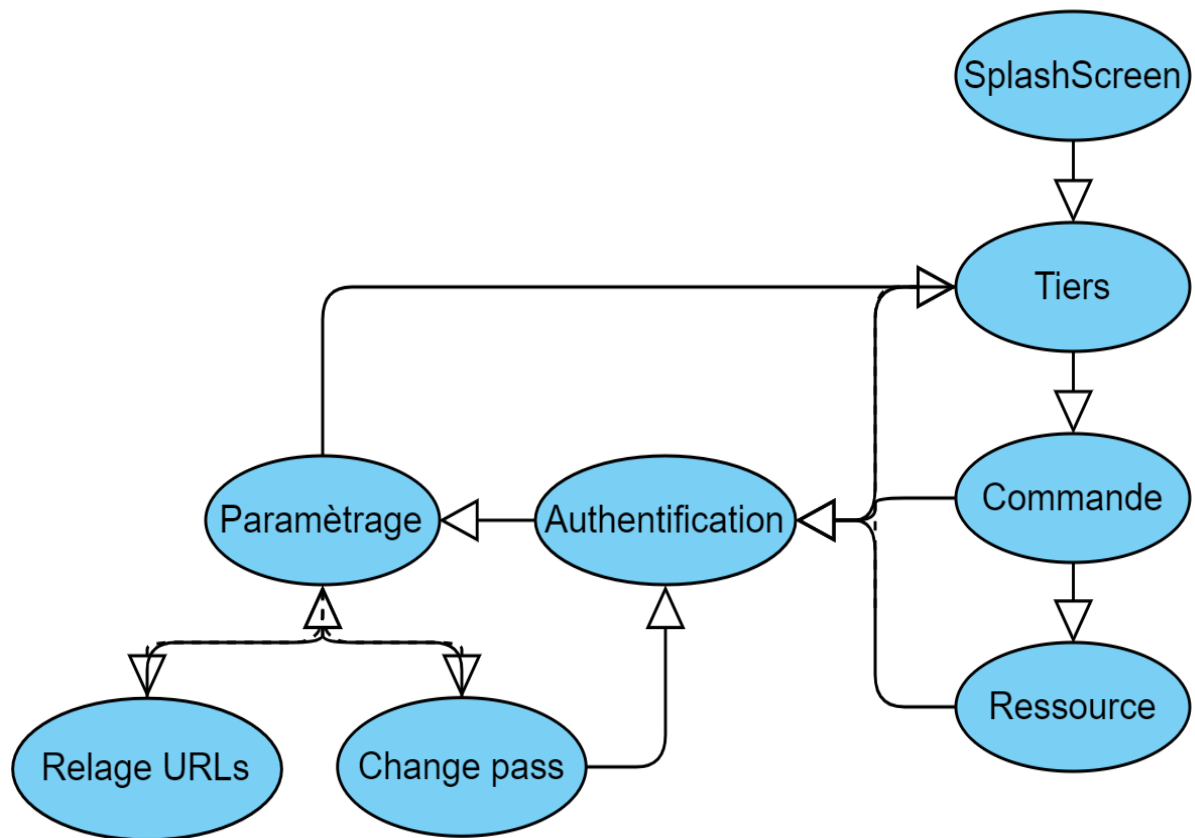 SplashScreen
Tiers
Commande
Paramètrage
Authentification
Ressource
Relage URLs
Change pass